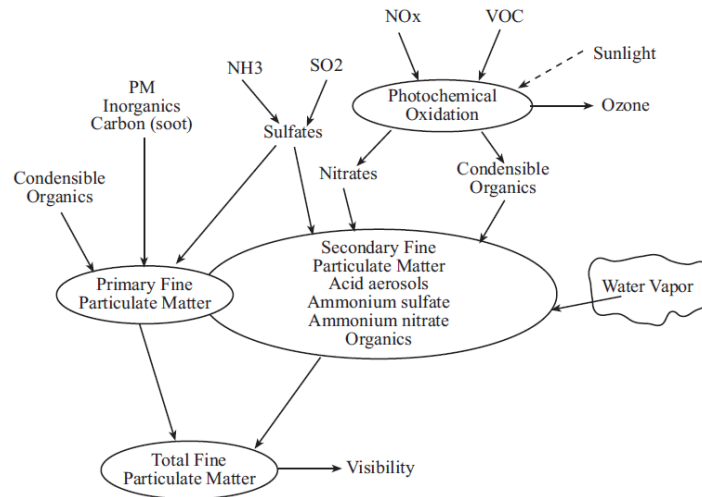 NOx
VOC
Sunlight
NH3
SO2
PM
Inorganics
Carbon (soot)
Photochemical
Oxidation
Ozone
Sulfates
Condensible
Organics
Nitrates
Condensible
Organics
Primary Fine
Particulate Matter
Secondary Fine
Particulate Matter
Acid aerosols
Ammonium sulfate
Ammonium nitrate
Organics
Water Vapor
Total Fine
Particulate Matter
Visibility